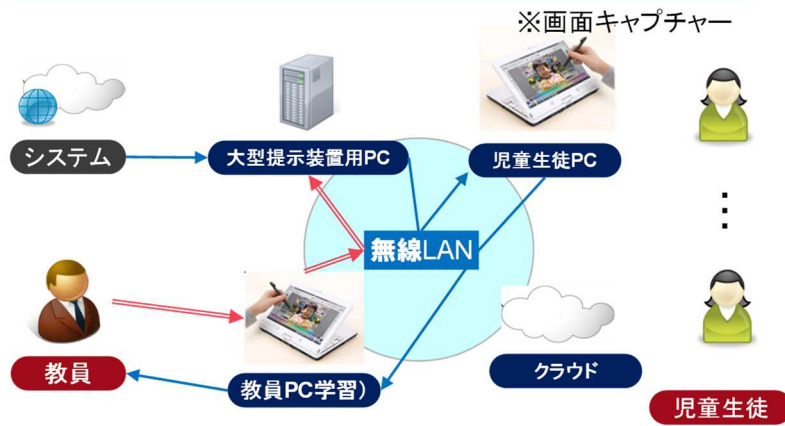 ※画面キャプチャー
システム
大型提示装置用PC
児童生徒PC
無線LAN
教員
教員PC学習)
クラウド
児童生徒